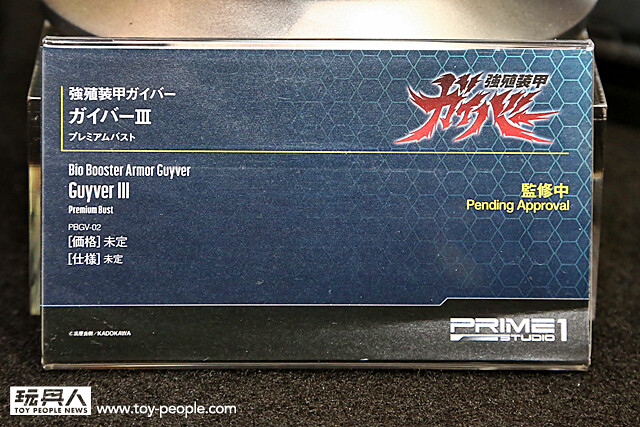 強殖装甲ガイバー
ガイバーIII
プレミアムバスト
Bio Booster Armor Guyver
Guyver III
Premium Bust
PBGV-02
[価格] 未定
[仕様] 未定
強殖装甲
ガイバー
監修中
Pending Approval
©高屋良樹/KADOKAWA
PRIME 1
STUDIO
玩具人
TOY PEOPLE NEWS
www.toy-people.com